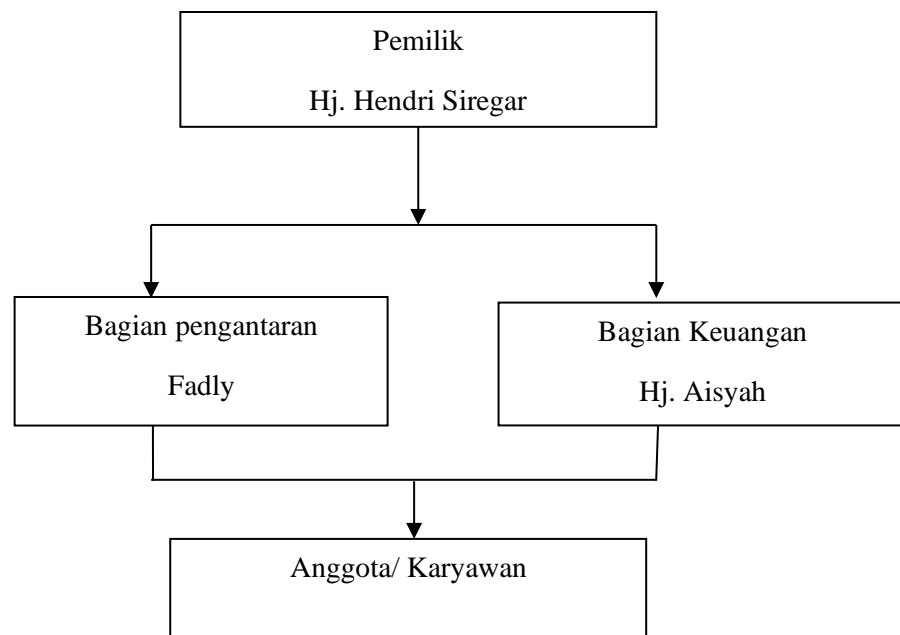 Pemilik
Hj. Hendri Siregar
Bagian pengantaran
Fadly
Bagian Keuangan
Hj. Aisyah
Anggota/ Karyawan